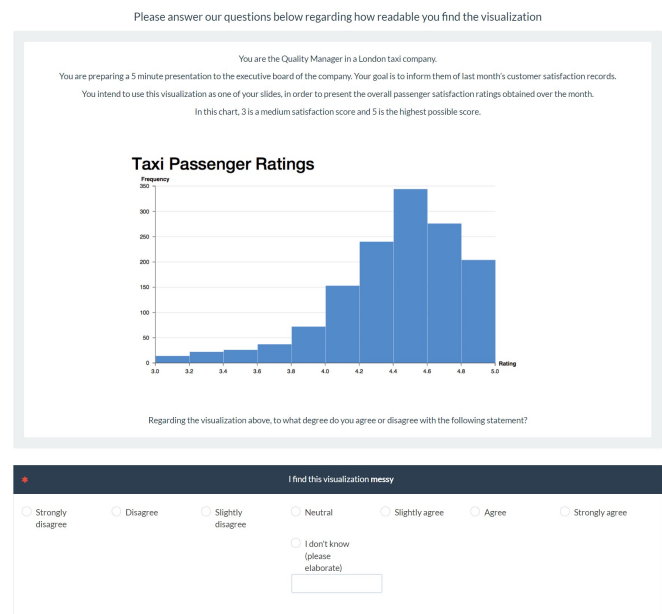 Please answer our questions below regarding how readable you find the visualization
You are the Quality Manager in a London taxi company.
You are preparing a 5 minute presentation to the executive board of the company. Your goal is to inform them of last month's customer satisfaction records.
You intend to use this visualization as one of your slides, in order to present the overall passenger satisfaction ratings obtained over the month.
In this chart, 3 is a medium satisfaction score and 5 is the highest possible score.
Taxi Passenger Ratings
Frequency
350
300
250
200
150
100
50
0
Rating
3.0 3.2 3.4 3.6 3.8 4.0 4.2 4.4 4.6 4.8 5.0
Regarding the visualization above, to what degree do you agree or disagree with the following statement?
* I find this visualization messy
Strongly disagree
Disagree
Slightly disagree
Neutral
Slightly agree
Agree
Strongly agree
I don't know
(please
elaborate)